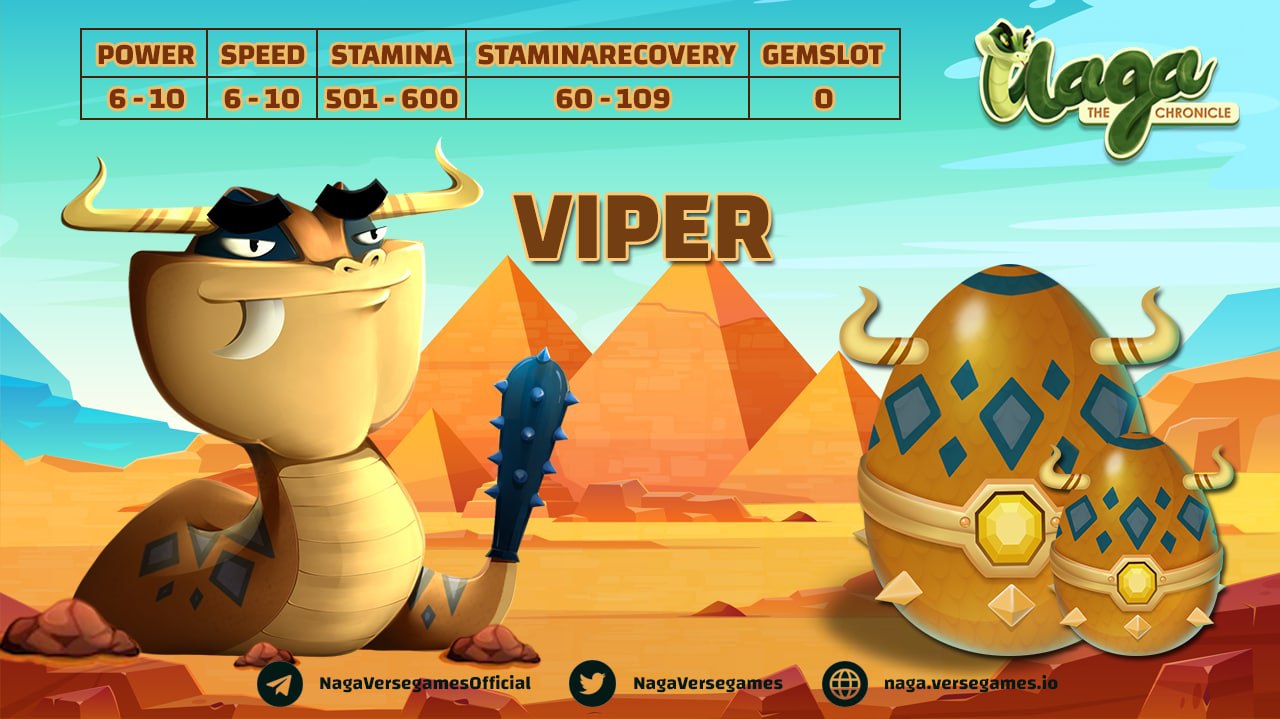 POWER SPEED STAMINA STAMINARECOVERY GEMSLOT
6 - 10 6 - 10 501 - 600 60 - 109 0
Naga
THE CHRONICLE
VIPER
NagaVersegamesOfficial NagaVersegames naga.versegames.io